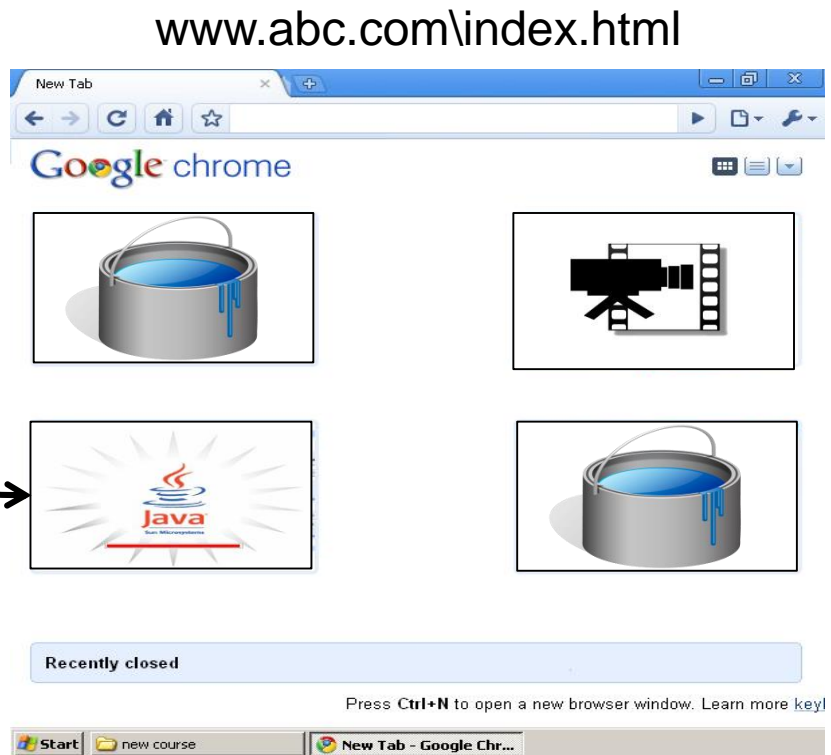 www.abc.com\index.html
New Tab
Google chrome
Java
Sun Microsystems
Recently closed
Press Ctrl+N to open a new browser window. Learn more keyl
Start
new course
New Tab - Google Chr...